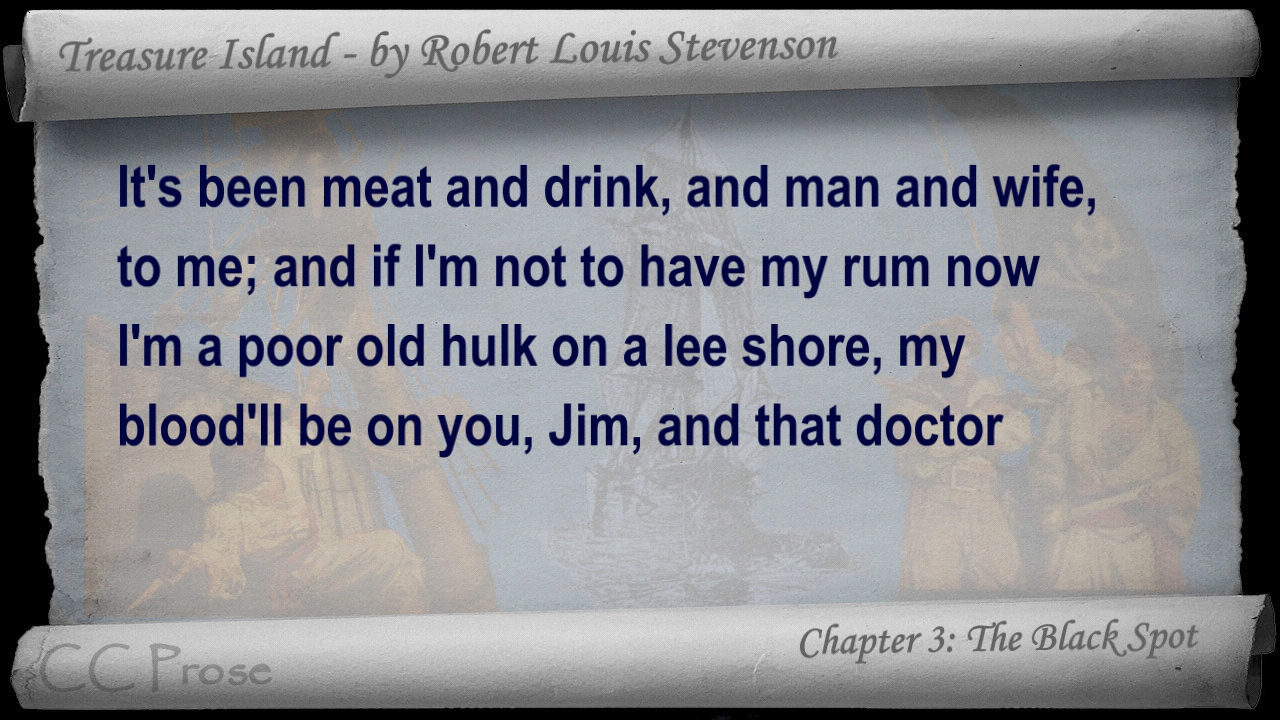 Treasure Island - by Robert Louis Stevenson
It's been meat and drink, and man and wife,
to me; and if I'm not to have my rum now
I'm a poor old hulk on a lee shore, my
blood'll be on you, Jim, and that doctor
Chapter 3: The Black Spot
CC Prose